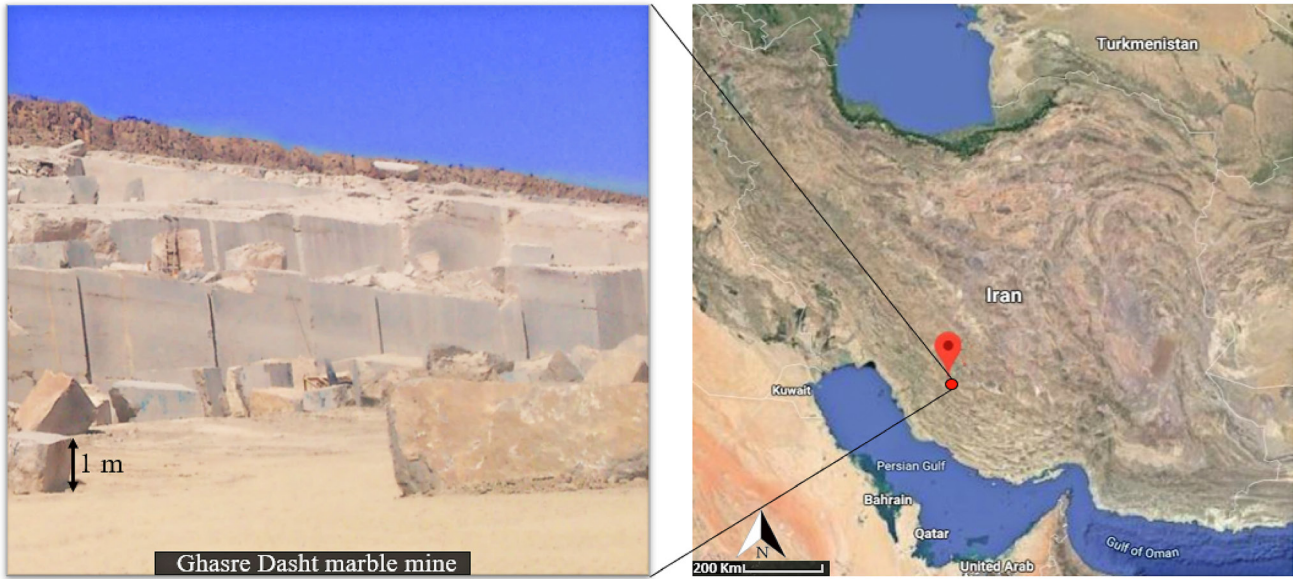 1 m
Ghasre Dasht marble mine
Turkmenistan
Iran
Kuwait
Persian Gulf
Bahrain
Qatar
Gulf of Oman
United Arab
N
200 Km